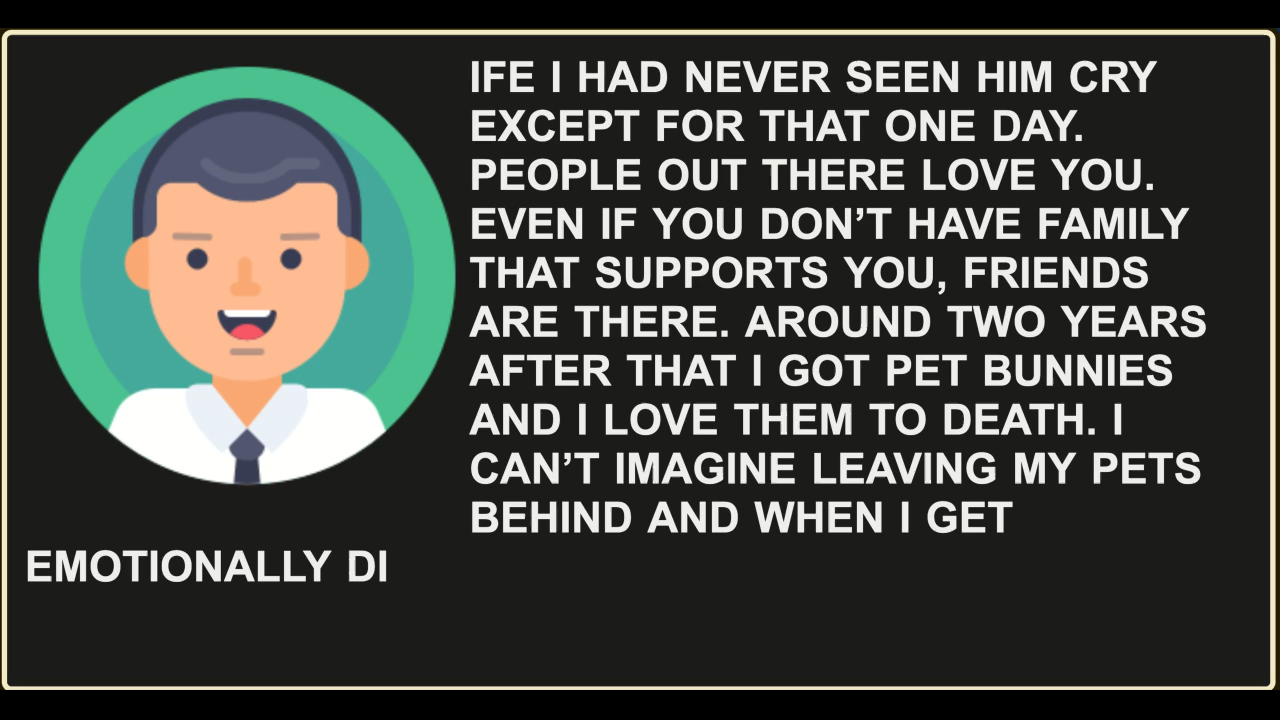 IFE I HAD NEVER SEEN HIM CRY
EXCEPT FOR THAT ONE DAY.
PEOPLE OUT THERE LOVE YOU.
EVEN IF YOU DON’T HAVE FAMILY
THAT SUPPORTS YOU, FRIENDS
ARE THERE. AROUND TWO YEARS
AFTER THAT I GOT PET BUNNIES
AND I LOVE THEM TO DEATH. I
CAN’T IMAGINE LEAVING MY PETS
BEHIND AND WHEN I GET
EMOTIONALLY DI